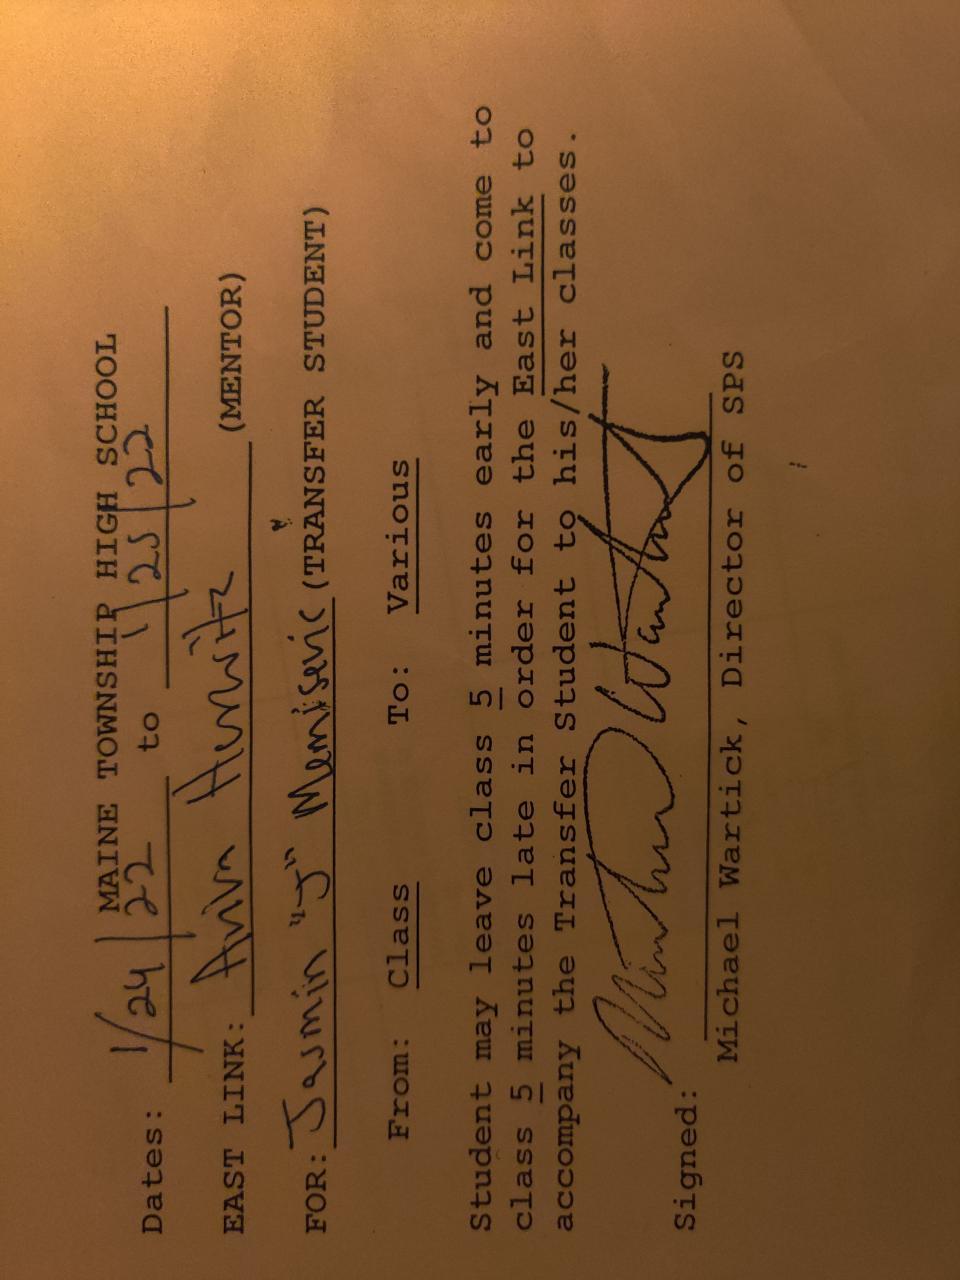 MAINE TOWNSHIP HIGH SCHOOL
Dates: 1/24/22 to 1/25/22
EAST LINK: Aviva Hurwitz (MENTOR)
FOR: Jasmin "J" Memisevic (TRANSFER STUDENT)
From: Class To: Various
Student may leave class 5 minutes early and come to
class 5 minutes late in order for the East Link to
accompany the Transfer Student to his/her classes.
Signed:
Michael Wartick, Director of SPS